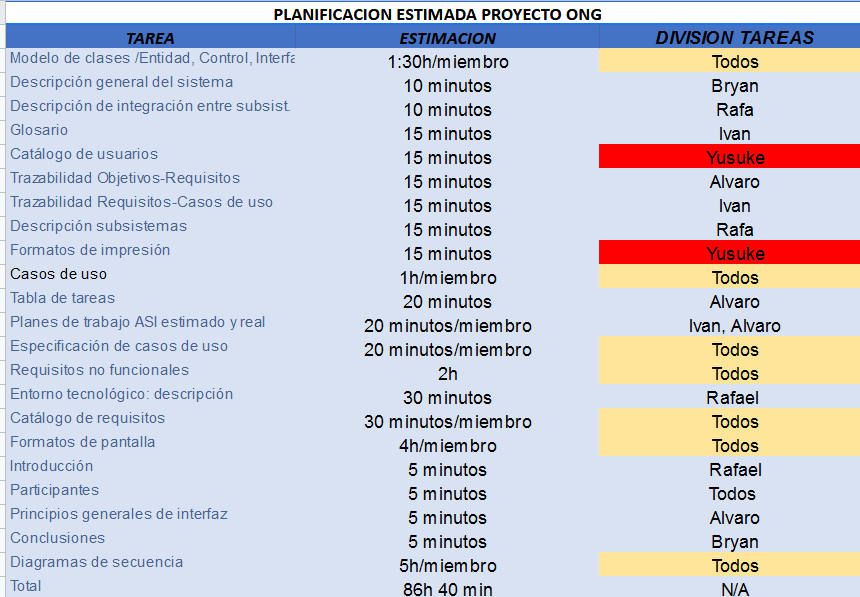 PLANIFICACION ESTIMADA PROYECTO ONG
TAREA ESTIMACION DIVISION TAREAS
Modelo de clases /Entidad, Control, Interfa 1:30h/miembro Todos
Descripción general del sistema 10 minutos Bryan
Descripción de integración entre subsist. 10 minutos Rafa
Glosario 15 minutos Ivan
Catálogo de usuarios 15 minutos Yusuke
Trazabilidad Objetivos-Requisitos 15 minutos Alvaro
Trazabilidad Requisitos-Casos de uso 15 minutos Ivan
Descripción subsistemas 15 minutos Rafa
Formatos de impresión 15 minutos Yusuke
Casos de uso 1h/miembro Todos
Tabla de tareas 20 minutos Alvaro
Planes de trabajo ASI estimado y real 20 minutos/miembro Ivan, Alvaro
Especificación de casos de uso 20 minutos/miembro Todos
Requisitos no funcionales 2h Todos
Entorno tecnológico: descripción 30 minutos Rafael
Catálogo de requisitos 30 minutos/miembro Todos
Formatos de pantalla 4h/miembro Todos
Introducción 5 minutos Rafael
Participantes 5 minutos Todos
Principios generales de interfaz 5 minutos Alvaro
Conclusiones 5 minutos Bryan
Diagramas de secuencia 5h/miembro Todos
Total 86h 40 min N/A